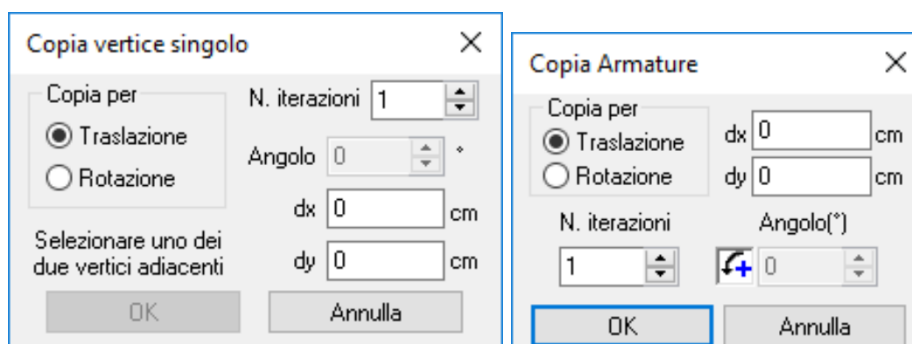 Copia vertice singolo
Copia per
N. iterazioni 1
Traslazione
Angolo 0 °
Rotazione
dx 0 cm
Selezionare uno dei
due vertici adiacenti
dy 0 cm
OK
Annulla
Copia Armature
Copia per
dx 0 cm
Traslazione
dy 0 cm
Rotazione
N. iterazioni
Angolo(°)
1
0
OK
Annulla